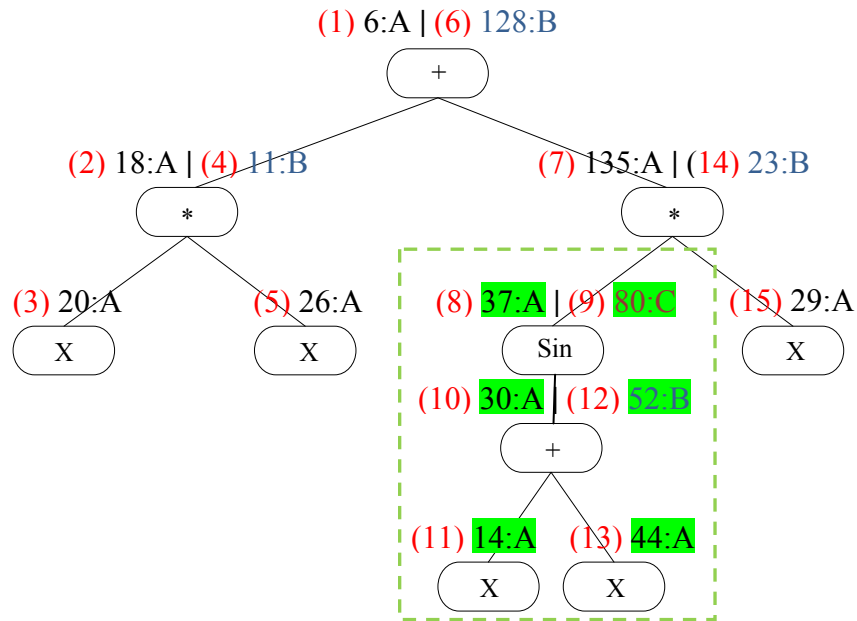 (1) 6:A | (6) 128:B
+
(2) 18:A | (4) 11:B
(7) 135:A | (14) 23:B
*
*
(3) 20:A
(5) 26:A
(8) 37:A | (9) 80:C
(15) 29:A
X
X
Sin
X
(10) 30:A | (12) 52:B
+
(11) 14:A
(13) 44:A
X
X